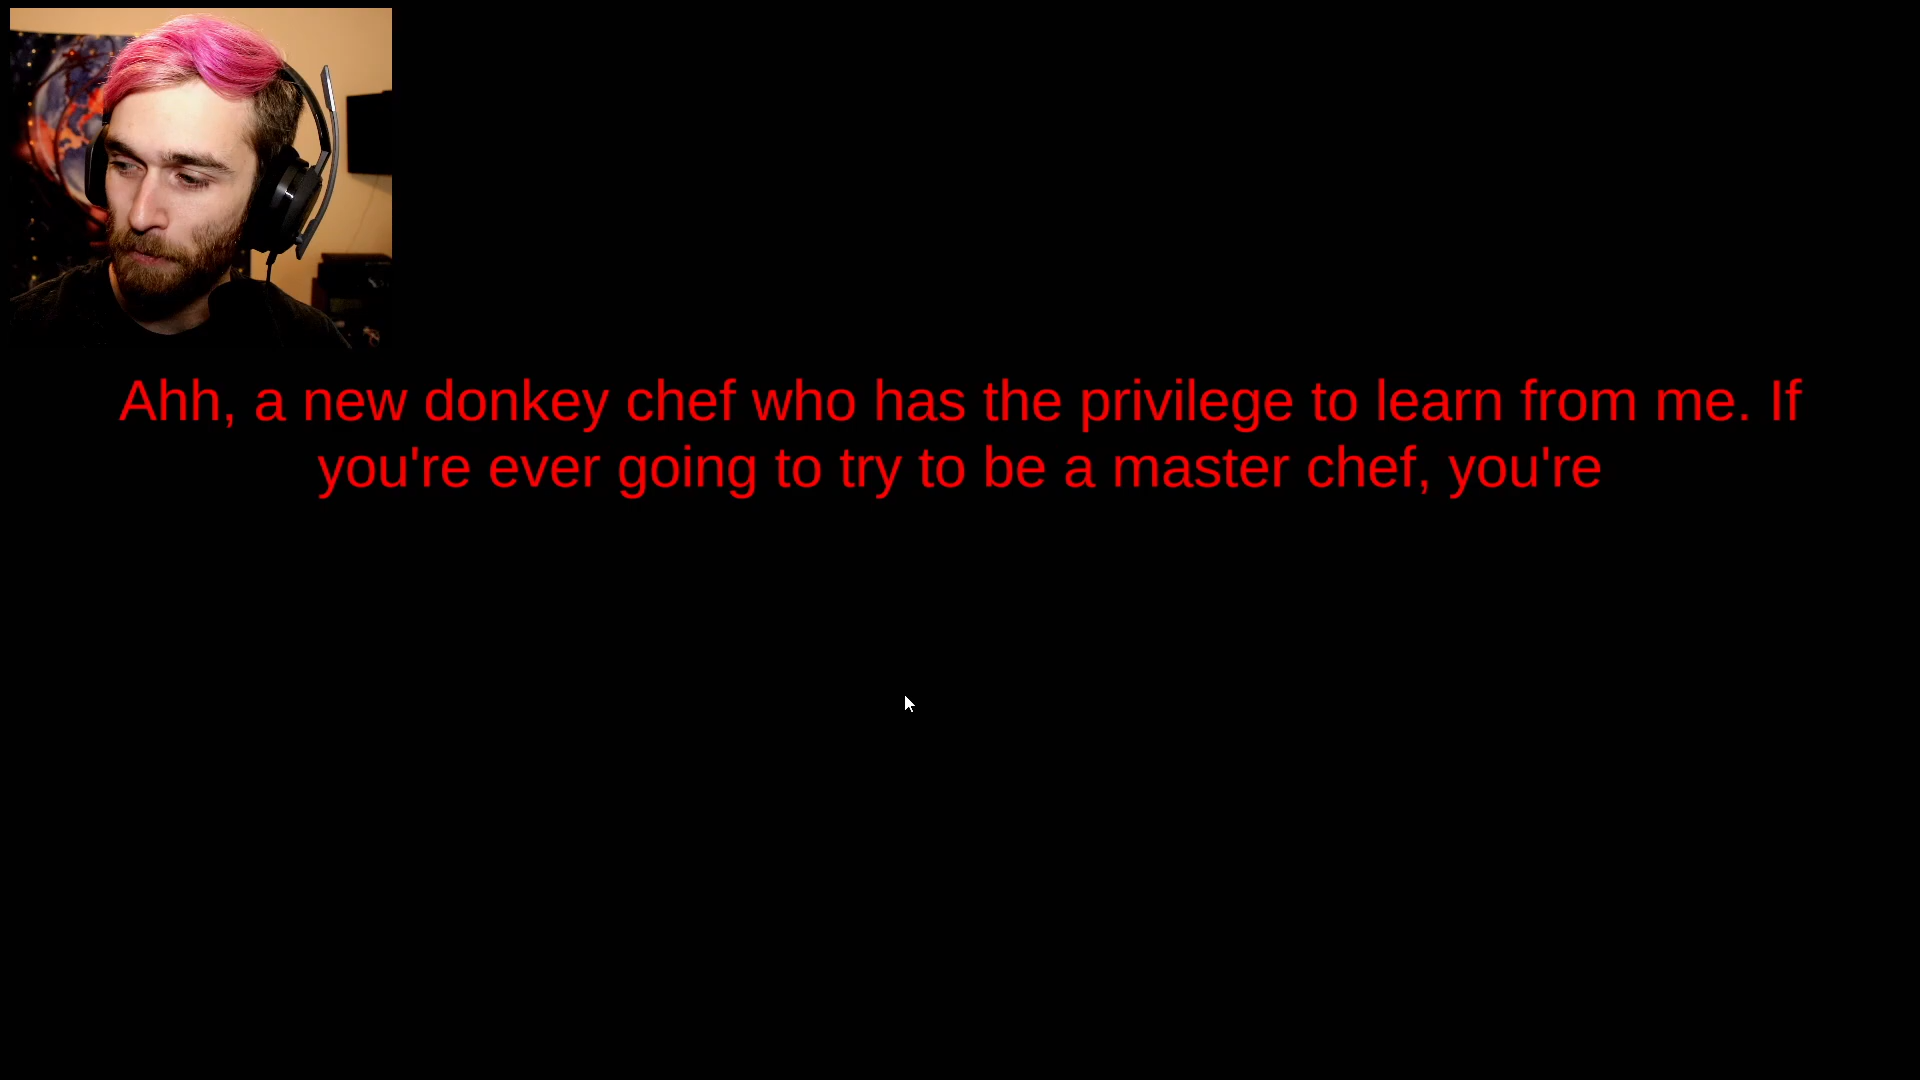 Ahh, a new donkey chef who has the privilege to learn from me. If
you're ever going to try to be a master chef, you're